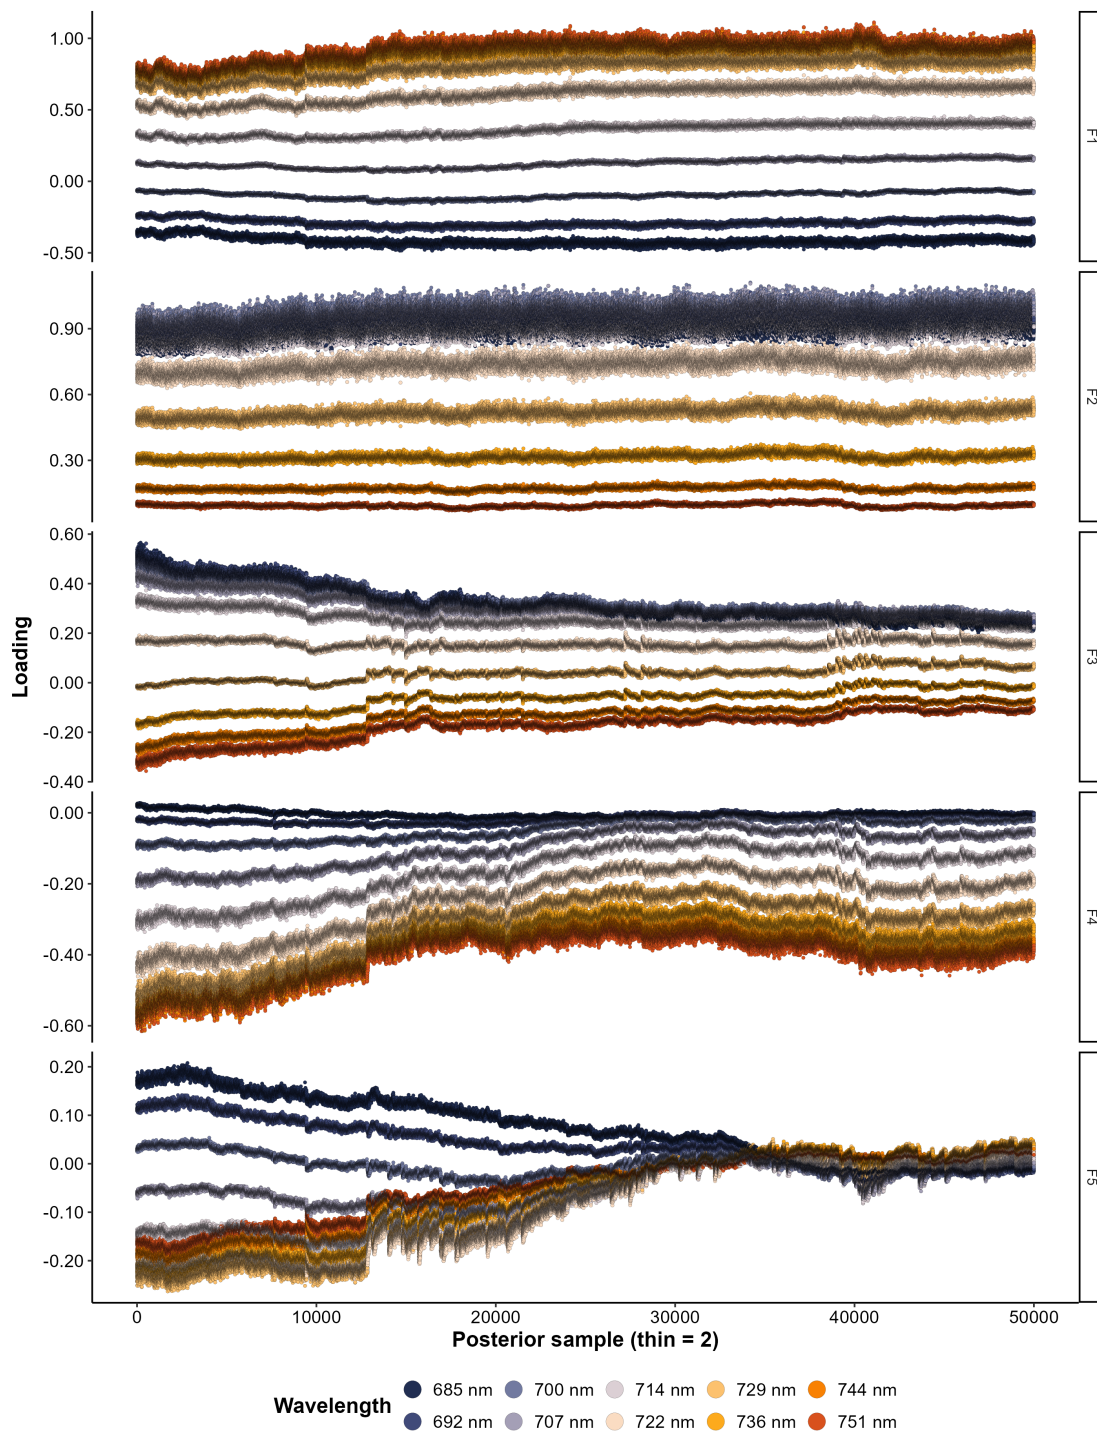 1.00
0.50
0.00
-0.50
F1
0.90
0.60
0.30
F2
0.60
0.40
0.20
0.00
-0.20
-0.40
F3
0.00
-0.20
-0.40
-0.60
F4
0.20
0.10
0.00
-0.10
-0.20
F5
Loading
0 10000 20000 30000 40000 50000
Posterior sample (thin = 2)
Wavelength
685 nm 700 nm 714 nm 729 nm 744 nm
692 nm 707 nm 722 nm 736 nm 751 nm